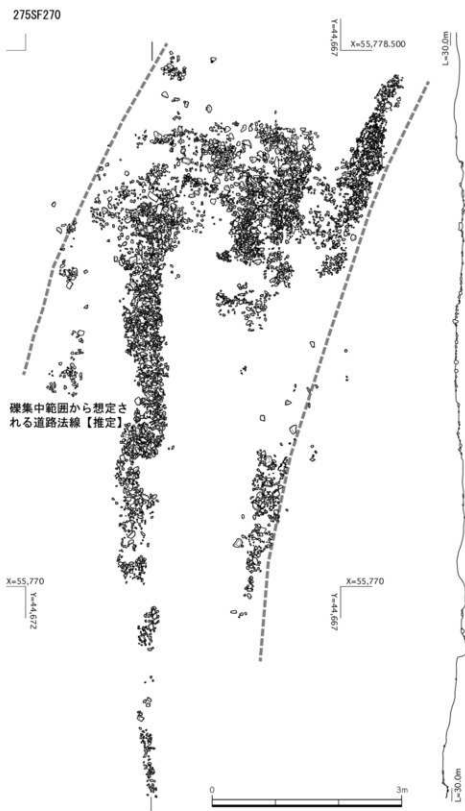 275SF270
Y=44,667
X=55,778.500
L=30.0m
礫集中範囲から想定さ
れる道路法線【推定】
X=55,770
Y=44,672
X=55,770
Y=44,667
0
3m
L=30.0m